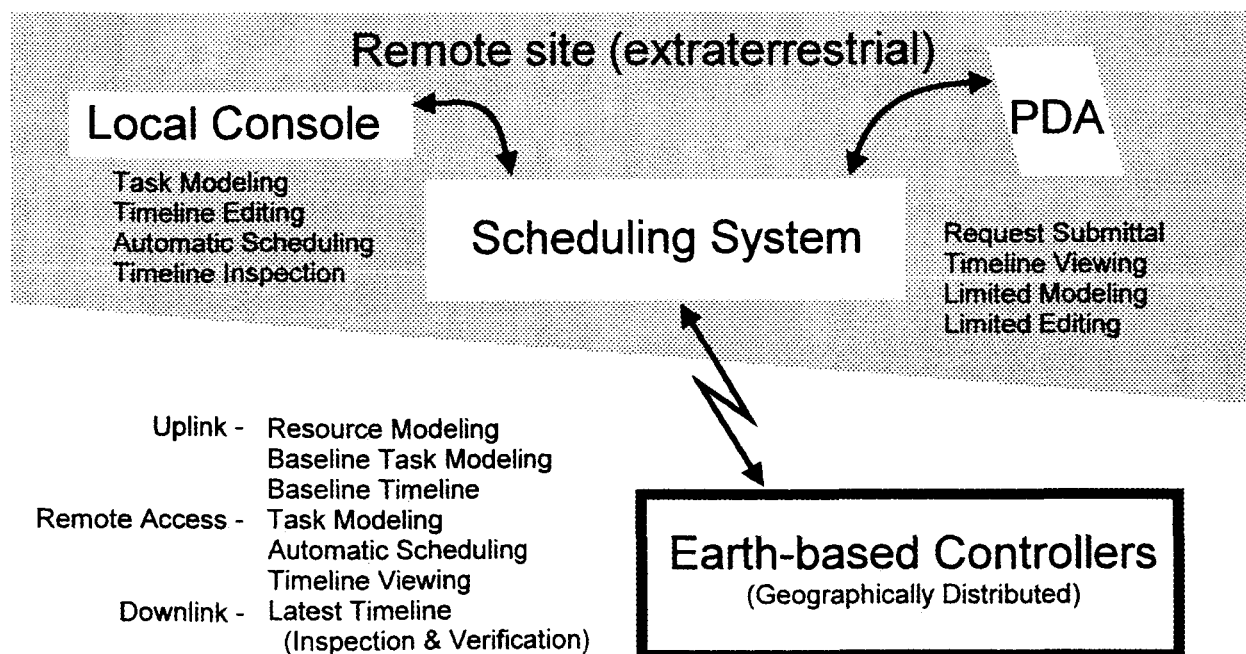 Remote site (extraterrestrial)
Local Console
Task Modeling
Timeline Editing
Automatic Scheduling
Timeline Inspection
Scheduling System
PDA
Request Submittal
Timeline Viewing
Limited Modeling
Limited Editing
Uplink - Resource Modeling
Baseline Task Modeling
Baseline Timeline
Remote Access - Task Modeling
Automatic Scheduling
Timeline Viewing
Downlink - Latest Timeline
(Inspection & Verification)
Earth-based Controllers
(Geographically Distributed)